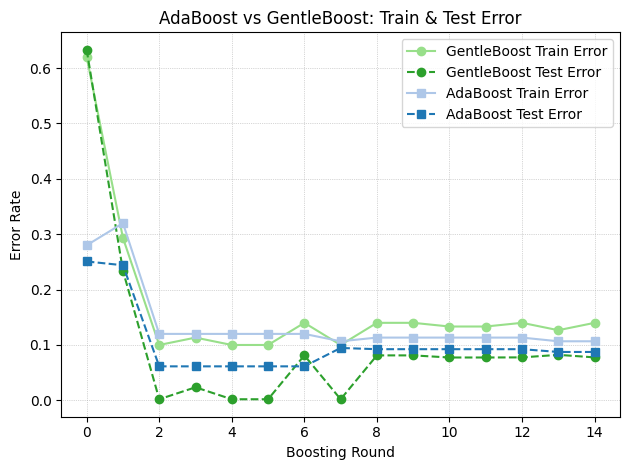 AdaBoost vs GentleBoost: Train & Test Error
GentleBoost Train Error
GentleBoost Test Error
AdaBoost Train Error
AdaBoost Test Error
Error Rate
0.6
0.5
0.4
0.3
0.2
0.1
0.0
0 2 4 6 8 10 12 14
Boosting Round